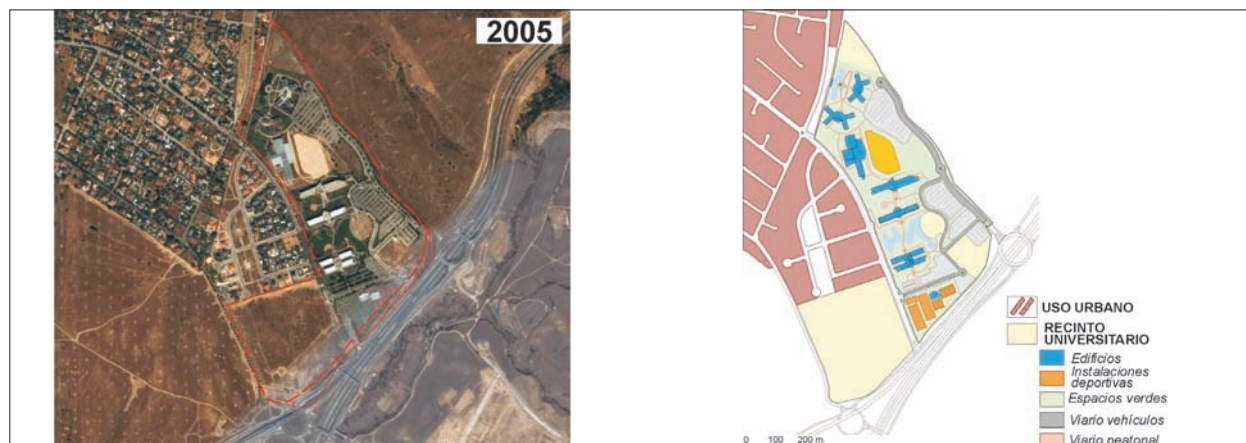 2005
USO URBANO
RECINTO
UNIVERSITARIO
Edificios
Instalaciones
deportivas
Espacios verdes
Viario vehículos
Viario peatonal
0 100 200 m.